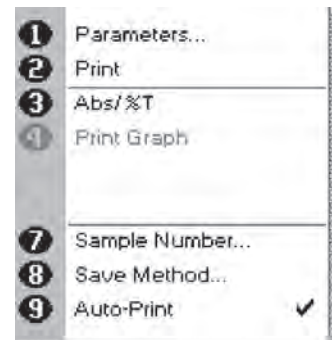 1 Parameters...
2 Print
3 Abs/%T
4 Print Graph
7 Sample Number...
8 Save Method...
9 Auto-Print ✔